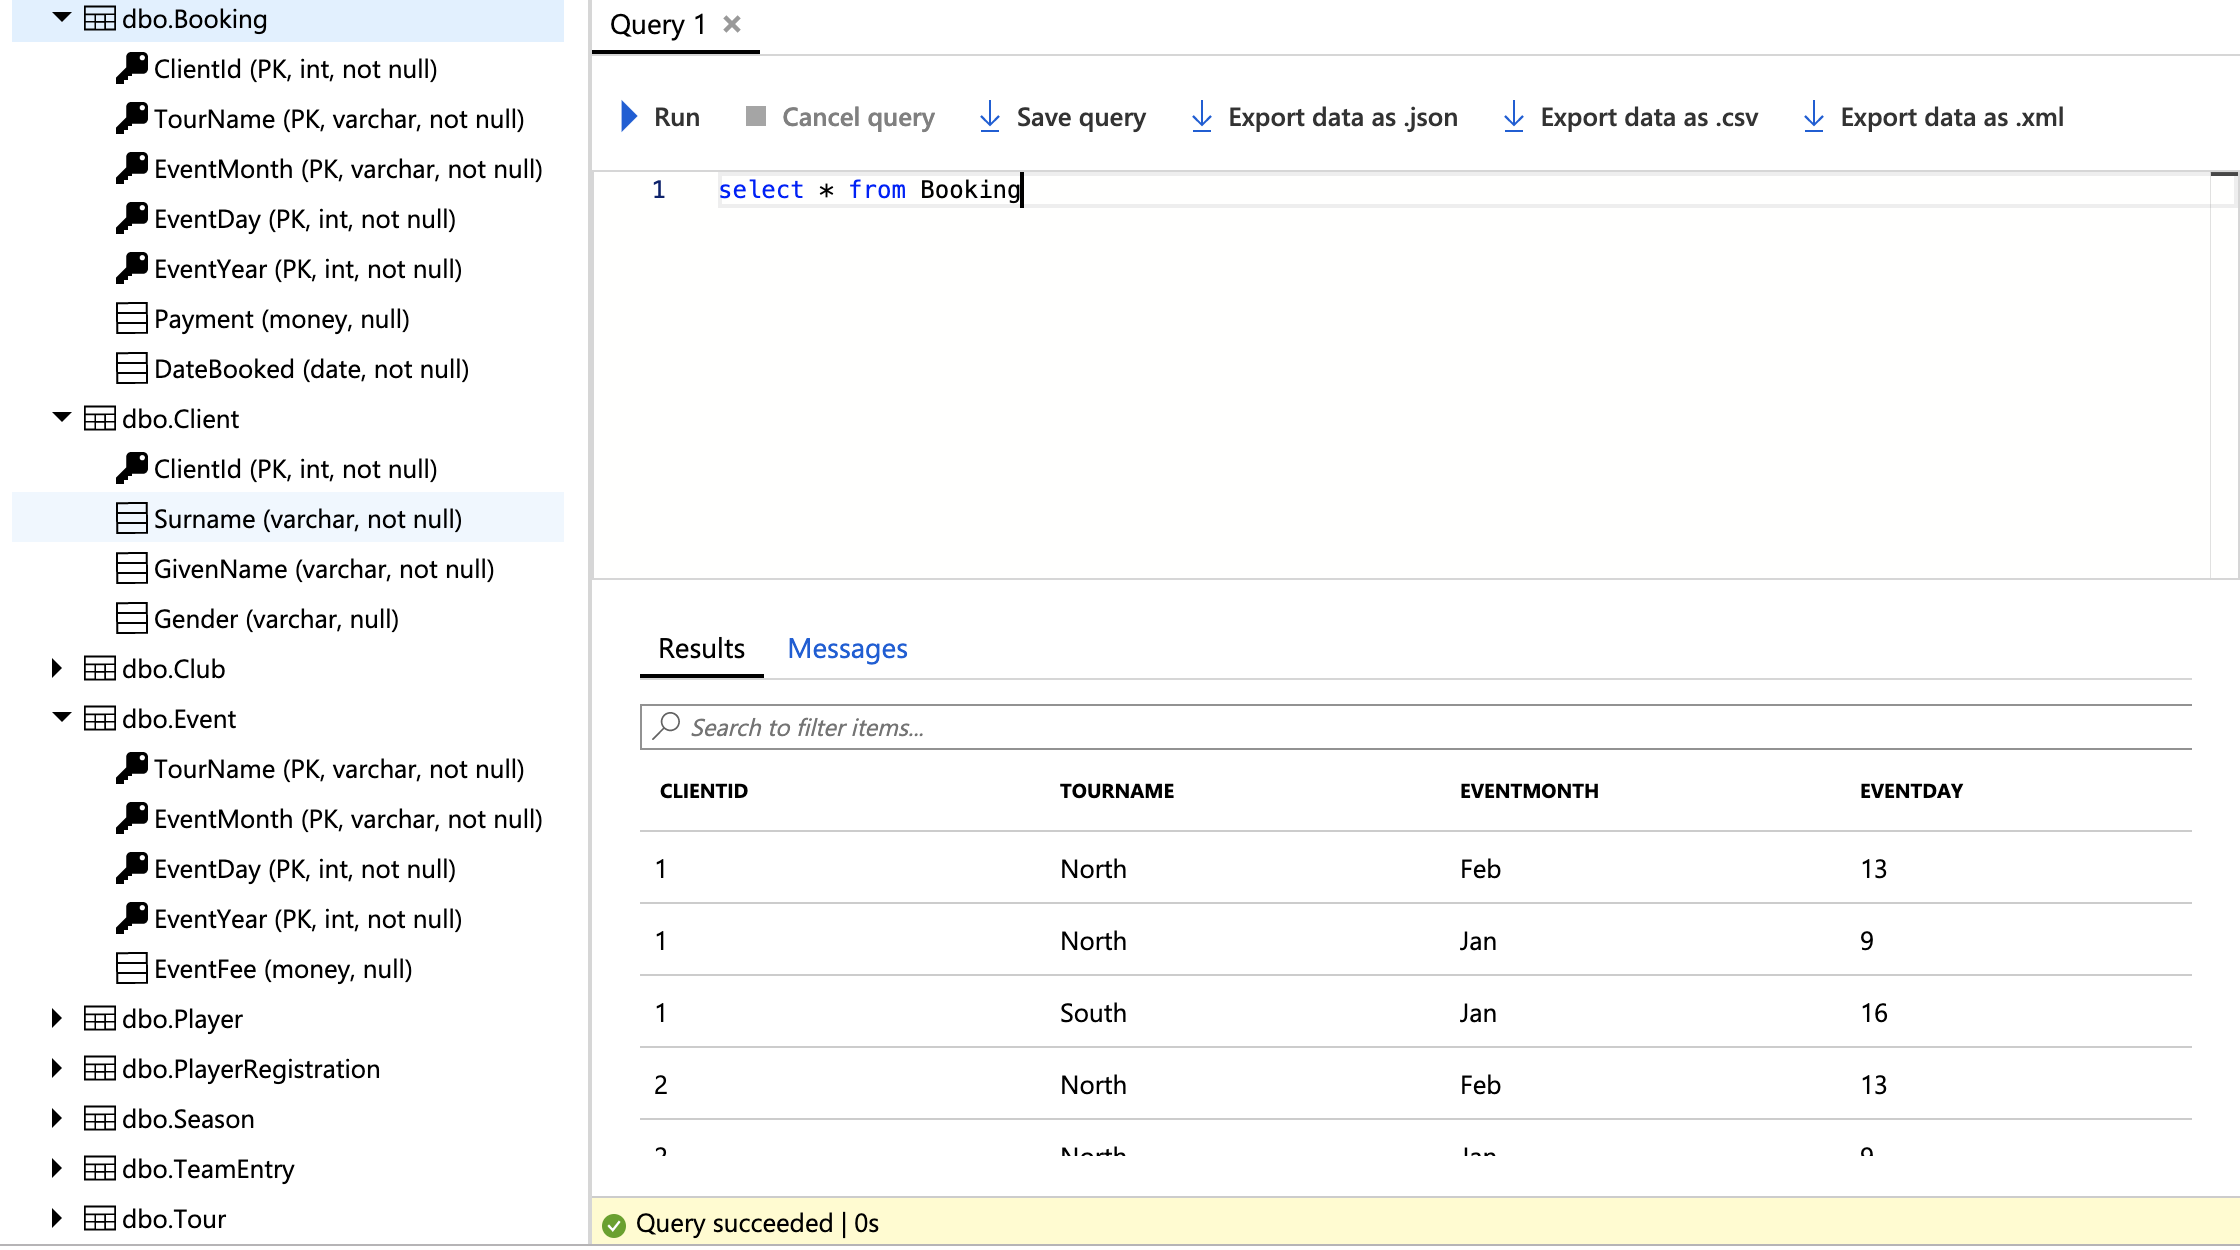 dbo.Booking
ClientId (PK, int, not null)
TourName (PK, varchar, not null)
EventMonth (PK, varchar, not null)
EventDay (PK, int, not null)
EventYear (PK, int, not null)
Payment (money, null)
DateBooked (date, not null)
dbo.Client
ClientId (PK, int, not null)
Surname (varchar, not null)
GivenName (varchar, not null)
Gender (varchar, null)
dbo.Club
dbo.Event
TourName (PK, varchar, not null)
EventMonth (PK, varchar, not null)
EventDay (PK, int, not null)
EventYear (PK, int, not null)
EventFee (money, null)
dbo.Player
dbo.PlayerRegistration
dbo.Season
dbo.TeamEntry
dbo.Tour
Query 1
Run Cancel query Save query Export data as .json Export data as .csv Export data as .xml
1 select * from Booking
Results Messages
Search to filter items...
CLIENTID TOURNAME EVENTMONTH EVENTDAY
1 North Feb 13
1 North Jan 9
1 South Jan 16
2 North Feb 13
2 North Jan 9
Query succeeded | 0s